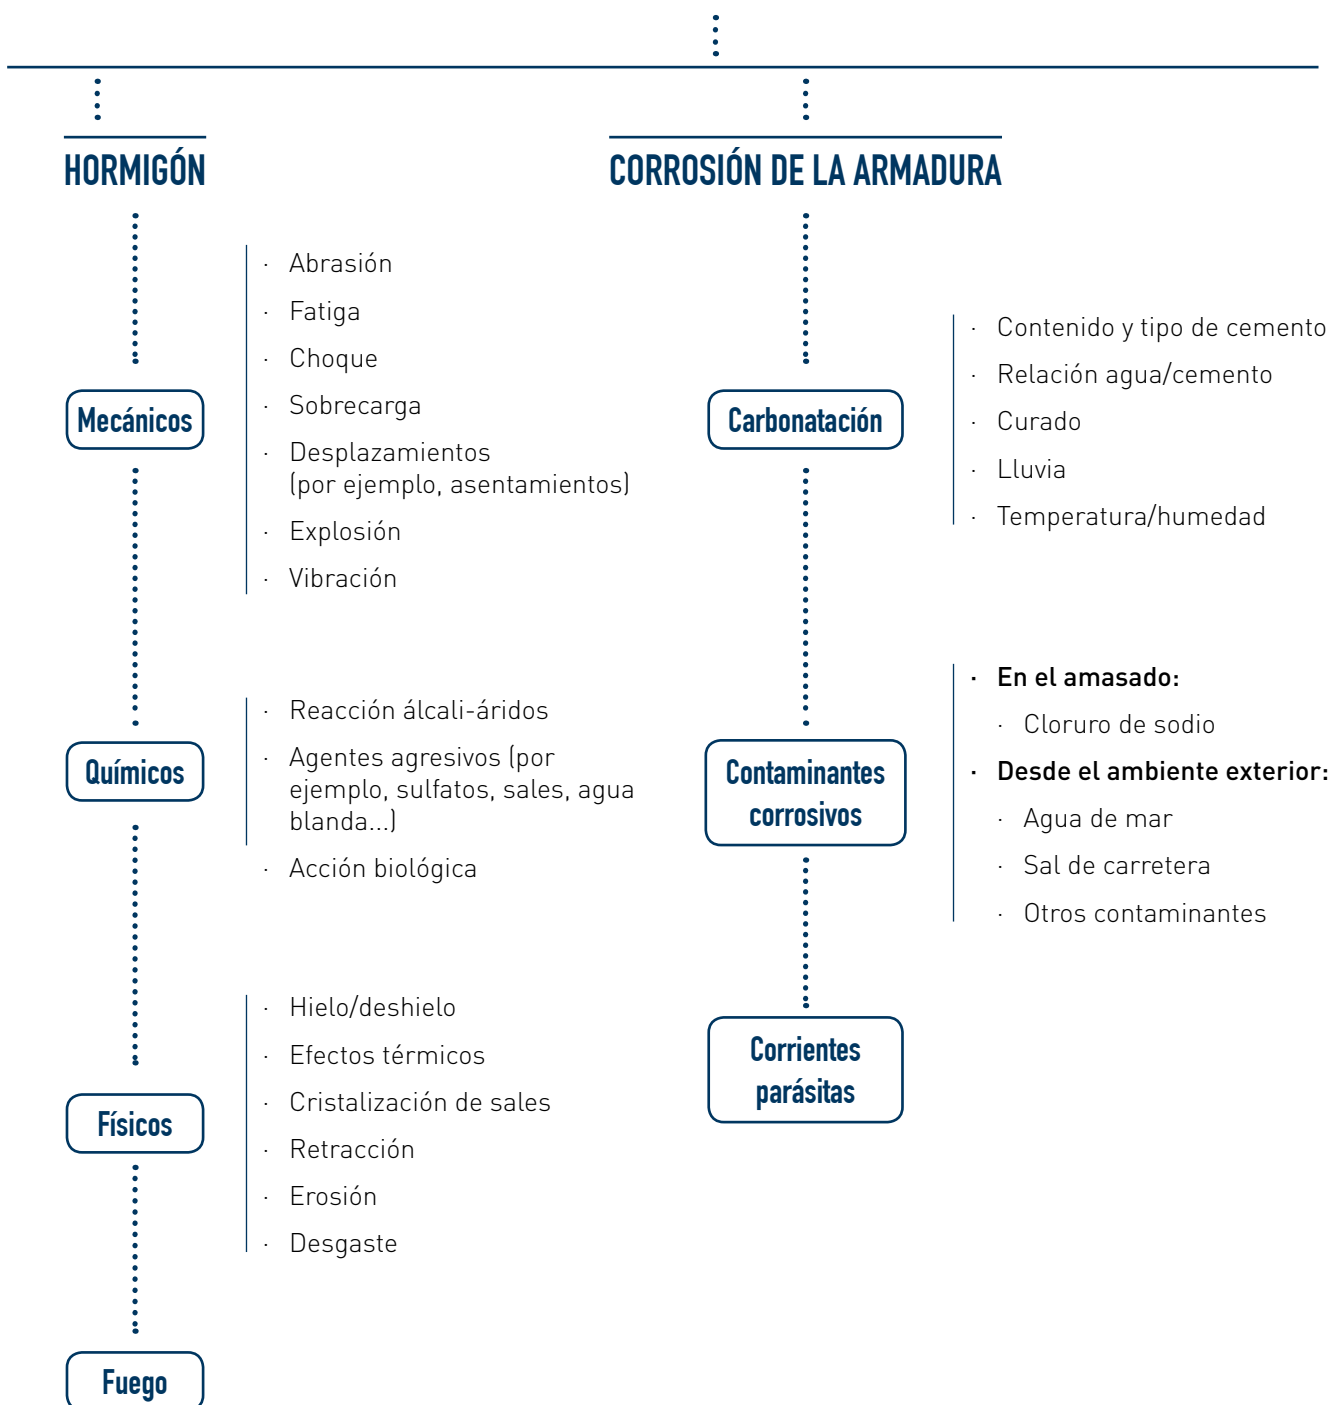 HORMIGÓN
Mecánicos
· Abrasión
· Fatiga
· Choque
· Sobrecarga
· Desplazamientos
(por ejemplo, asentamientos)
· Explosión
· Vibración
Químicos
· Reacción álcali-áridos
· Agentes agresivos (por
ejemplo, sulfatos, sales, agua
blanda...)
· Acción biológica
Físicos
· Hielo/deshielo
· Efectos térmicos
· Cristalización de sales
· Retracción
· Erosión
· Desgaste
Fuego
CORROSIÓN DE LA ARMADURA
Carbonatación
· Contenido y tipo de cemento
· Relación agua/cemento
· Curado
· Lluvia
· Temperatura/humedad
Contaminantes
corrosivos
· En el amasado:
· Cloruro de sodio
· Desde el ambiente exterior:
· Agua de mar
· Sal de carretera
· Otros contaminantes
Corrientes
parásitas